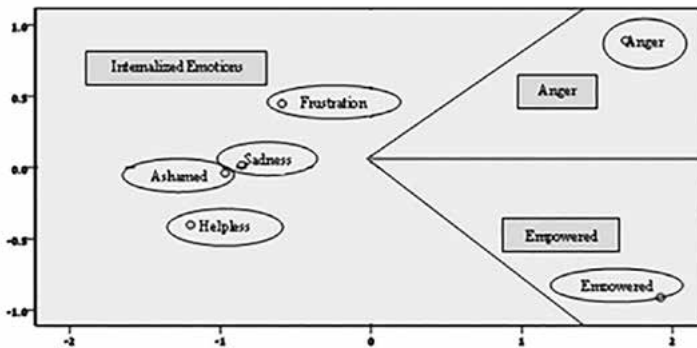 1.0
Anger
Internalized Emotions
Anger
0.5
Frustration
Sadness
0.0
Ashamed
Helpless
-0.5
Empowered
Empowered
-1.0
-2
-1
0
1
2